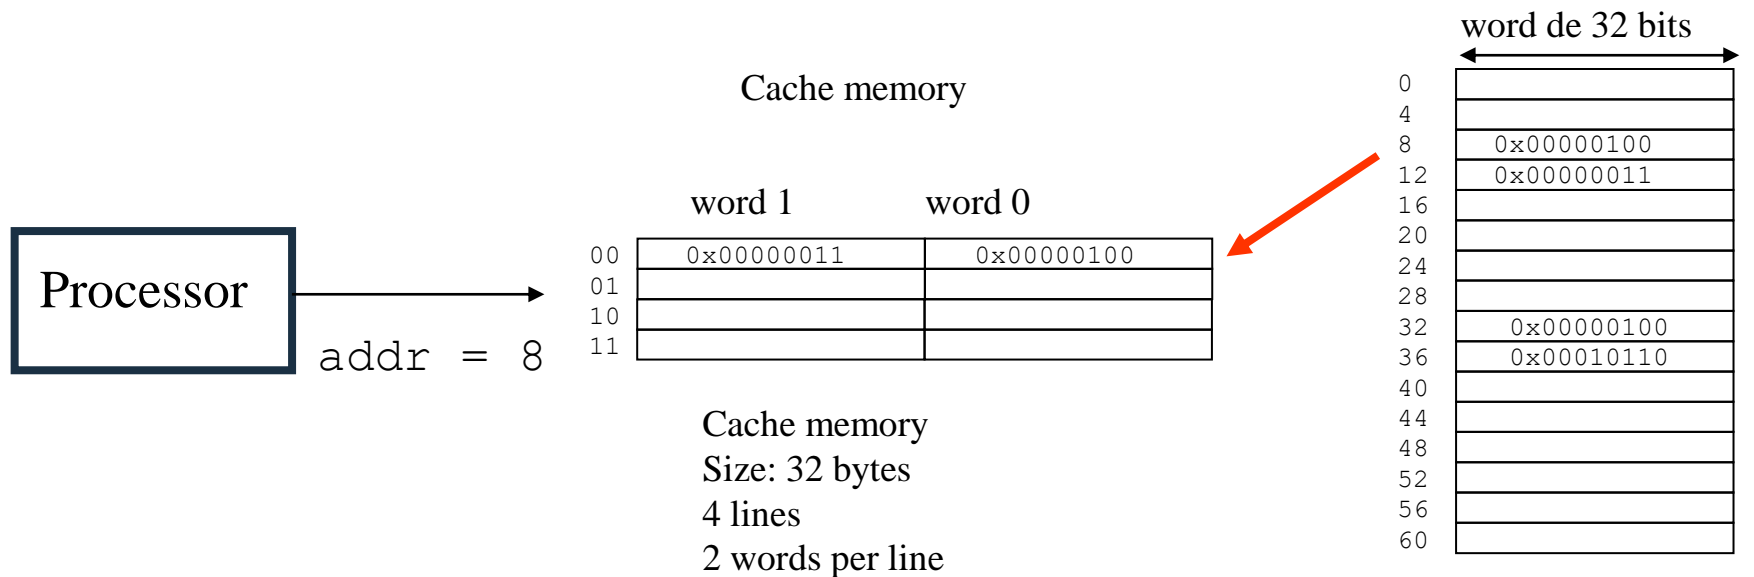 word de 32 bits
Cache memory
word 1 word 0
00 0x00000011 0x00000100
01
10
11
Processor
addr = 8
Cache memory
Size: 32 bytes
4 lines
2 words per line
0
4
8 0x00000100
12 0x00000011
16
20
24
28
32 0x00000100
36 0x00010110
40
44
48
52
56
60